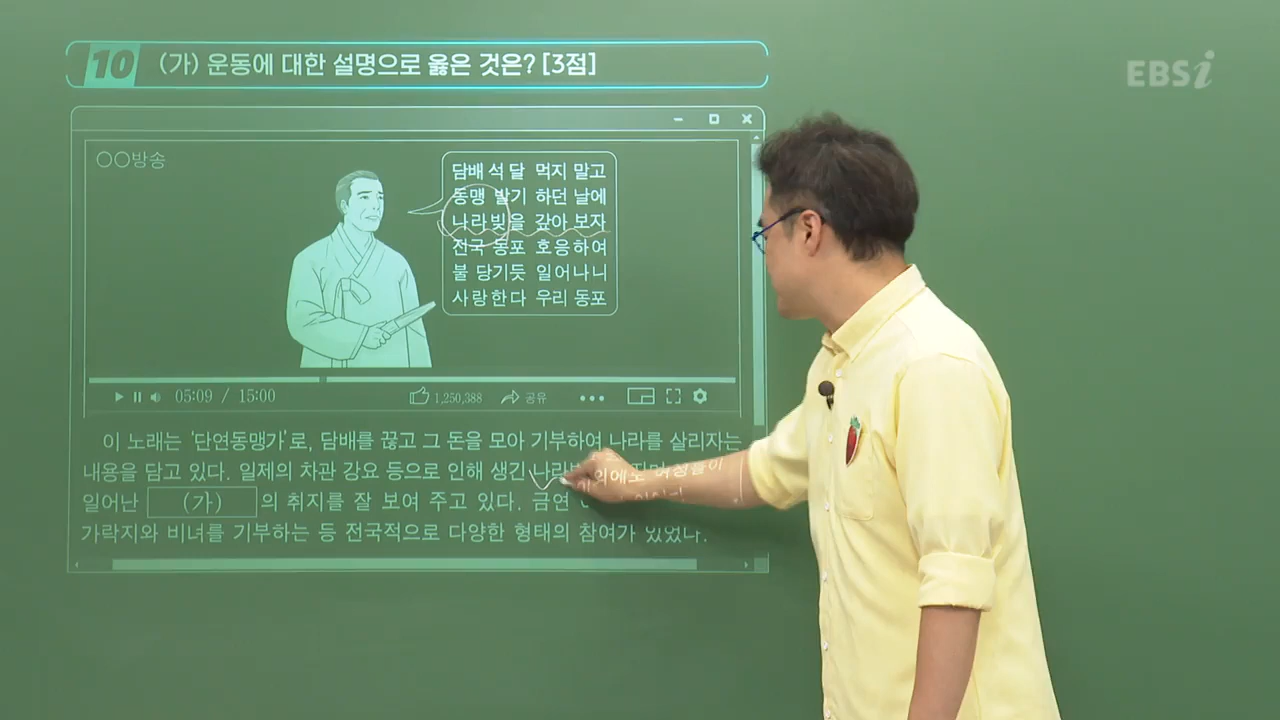 10 (가) 운동에 대한 설명으로 옳은 것은? [3점]
EBSi
○○방송
담배 석 달 먹지 말고
동맹 발기 하던 날에
나라빚을 갚아 보자
전국 동포 호응하여
불 당기듯 일어나니
사랑한다 우리 동포
05:09 / 15:00
1,250,388
공유
이 노래는 '단연동맹가'로, 담배를 끊고 그 돈을 모아 기부하여 나라를 살리자는
내용을 담고 있다. 일제의 차관 강요 등으로 인해 생긴
일어난 (가) 의 취지를 잘 보여 주고 있다. 금연 이외에도 여성들이
가락지와 비녀를 기부하는 등 전국적으로 다양한 형태의 참여가 있었다.